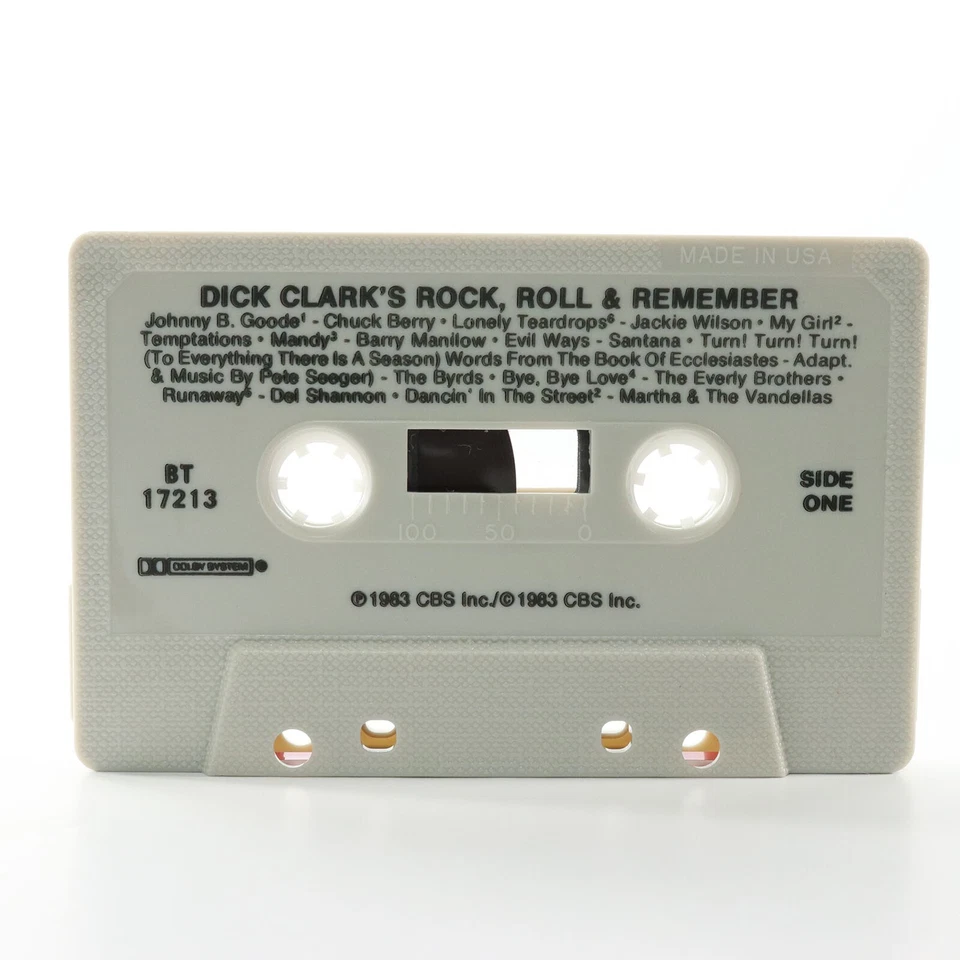 MADE IN USA
DICK CLARK'S ROCK, ROLL & REMEMBER
Johnny B. Goode¹ - Chuck Berry • Lonely Teardrops⁶ - Jackie Wilson • My Girl² -
Temptations • Mandy³ - Barry Manilow • Evil Ways - Santana • Turn! Turn! Turn!
(To Everything There Is A Season) Words From The Book Of Ecclesiastes - Adapt.
& Music By Pete Seeger) - The Byrds • Bye, Bye Love⁴ - The Everly Brothers •
Runaway⁵ - Del Shannon • Dancin' In The Street² - Martha & The Vandellas
BT
17213
SIDE
ONE
100 50 0
DOLBY SYSTEM
℗ 1983 CBS Inc./© 1983 CBS Inc.